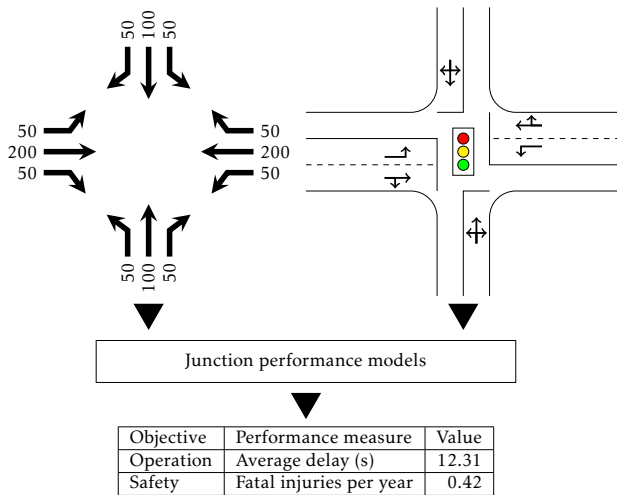 50 100 50
50
200
50
50
200
50
50 100 50
Junction performance models
Objective Performance measure Value
Operation Average delay (s) 12.31
Safety Fatal injuries per year 0.42